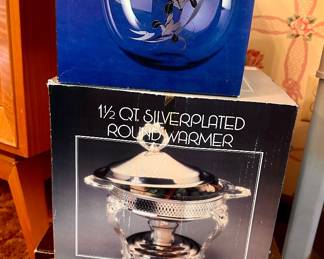 1½ QT. SILVERPLATED
ROUND WARMER